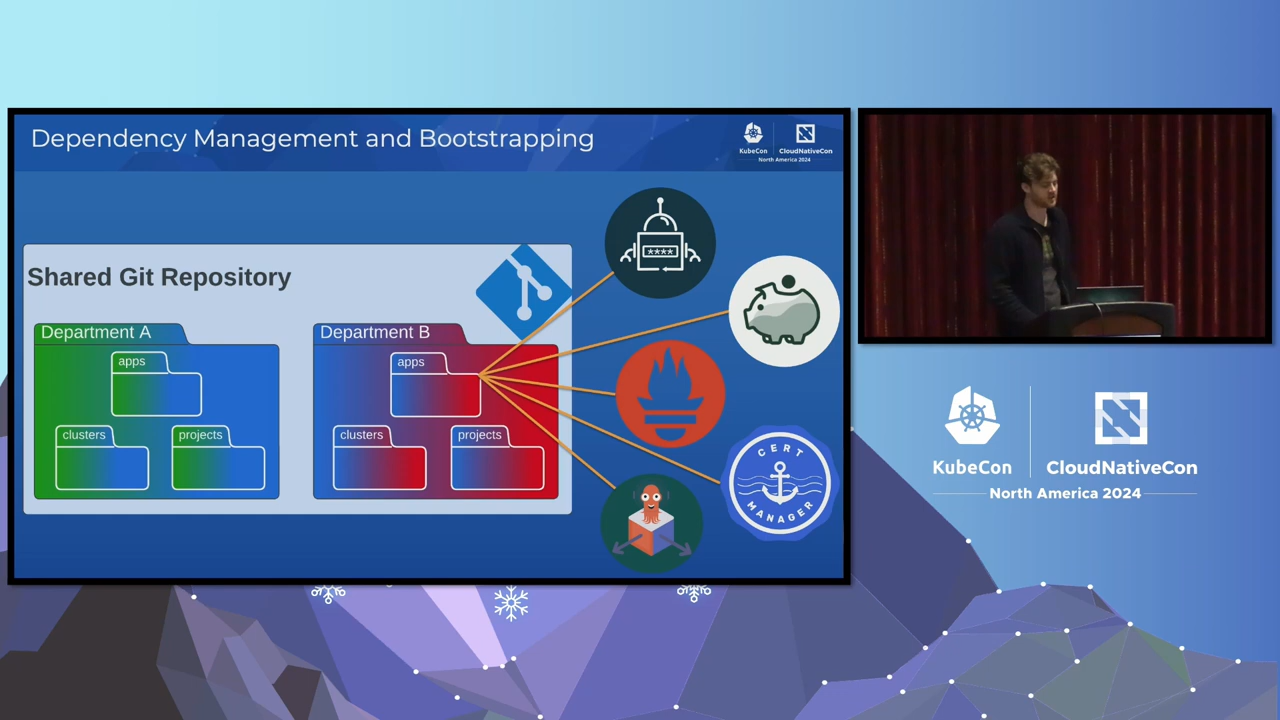 Dependency Management and Bootstrapping
KubeCon
CloudNativeCon
North America 2024
Shared Git Repository
Department A
apps
clusters
projects
Department B
apps
clusters
projects
****
CERT
MANAGER
KubeCon
CloudNativeCon
North America 2024